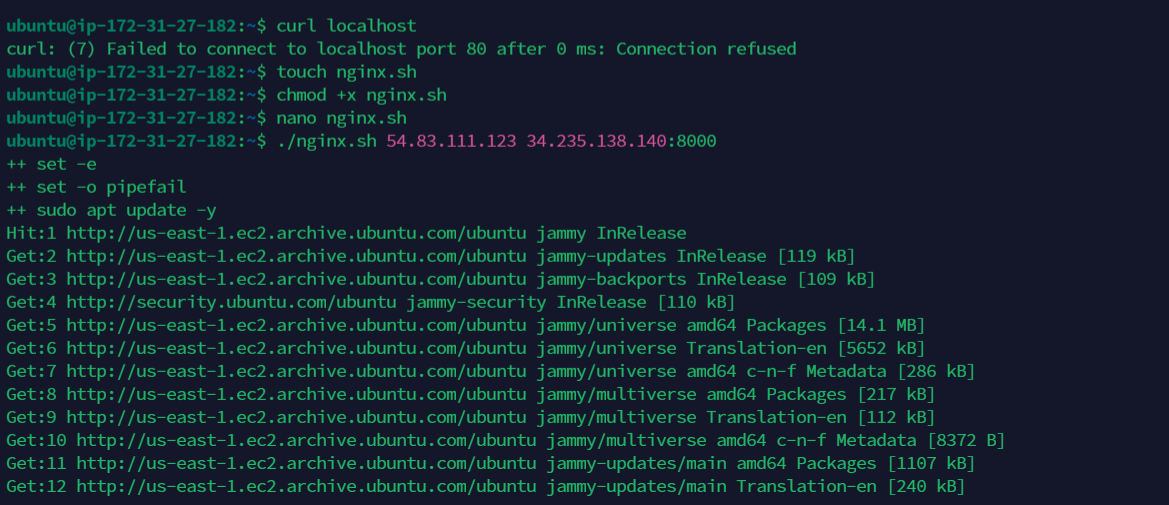 ubuntu@ip-172-31-27-182:~$ curl localhost
curl: (7) Failed to connect to localhost port 80 after 0 ms: Connection refused
ubuntu@ip-172-31-27-182:~$ touch nginx.sh
ubuntu@ip-172-31-27-182:~$ chmod +x nginx.sh
ubuntu@ip-172-31-27-182:~$ nano nginx.sh
ubuntu@ip-172-31-27-182:~$ ./nginx.sh 54.83.111.123 34.235.138.140:8000
++ set -e
++ set -o pipefail
++ sudo apt update -y
Hit:1 http://us-east-1.ec2.archive.ubuntu.com/ubuntu jammy InRelease
Get:2 http://us-east-1.ec2.archive.ubuntu.com/ubuntu jammy-updates InRelease [119 kB]
Get:3 http://us-east-1.ec2.archive.ubuntu.com/ubuntu jammy-backports InRelease [109 kB]
Get:4 http://security.ubuntu.com/ubuntu jammy-security InRelease [110 kB]
Get:5 http://us-east-1.ec2.archive.ubuntu.com/ubuntu jammy/universe amd64 Packages [14.1 MB]
Get:6 http://us-east-1.ec2.archive.ubuntu.com/ubuntu jammy/universe Translation-en [5652 kB]
Get:7 http://us-east-1.ec2.archive.ubuntu.com/ubuntu jammy/universe amd64 c-n-f Metadata [286 kB]
Get:8 http://us-east-1.ec2.archive.ubuntu.com/ubuntu jammy/multiverse amd64 Packages [217 kB]
Get:9 http://us-east-1.ec2.archive.ubuntu.com/ubuntu jammy/multiverse Translation-en [112 kB]
Get:10 http://us-east-1.ec2.archive.ubuntu.com/ubuntu jammy/multiverse amd64 c-n-f Metadata [8372 B]
Get:11 http://us-east-1.ec2.archive.ubuntu.com/ubuntu jammy-updates/main amd64 Packages [1107 kB]
Get:12 http://us-east-1.ec2.archive.ubuntu.com/ubuntu jammy-updates/main Translation-en [240 kB]